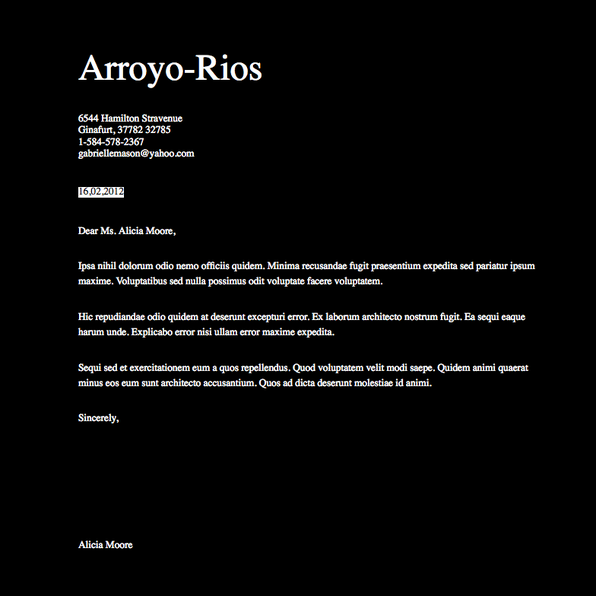 Arroyo-Rios
6544 Hamilton Stravenue
Ginafurt, 37782 32785
1-584-578-2367
gabriellemason@yahoo.com
16,02,2012
Dear Ms. Alicia Moore,
Ipsa nihil dolorum odio nemo officiis quidem. Minima recusandae fugit praesentium expedita sed pariatur ipsum
maxime. Voluptatibus sed nulla possimus odit voluptate facere voluptatem.
Hic repudiandae odio quidem at deserunt excepturi error. Ex laborum architecto nostrum fugit. Ea sequi eaque
harum unde. Explicabo error nisi ullam error maxime expedita.
Sequi sed et exercitationem eum a quos repellendus. Quod voluptatem velit modi saepe. Quidem animi quaerat
minus eos eum sunt architecto accusantium. Quos ad dicta deserunt molestiae id animi.
Sincerely,
Alicia Moore